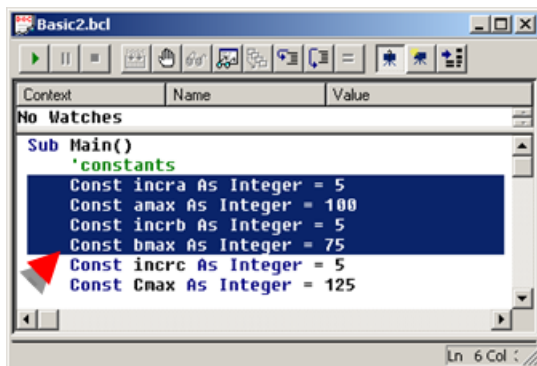 Basic2.bcl
Context Name Value
No Watches
Sub Main()
'constants
Const incra As Integer = 5
Const amax As Integer = 100
Const incrb As Integer = 5
Const bmax As Integer = 75
Const incrc As Integer = 5
Const Cmax As Integer = 125
Ln 6 Col